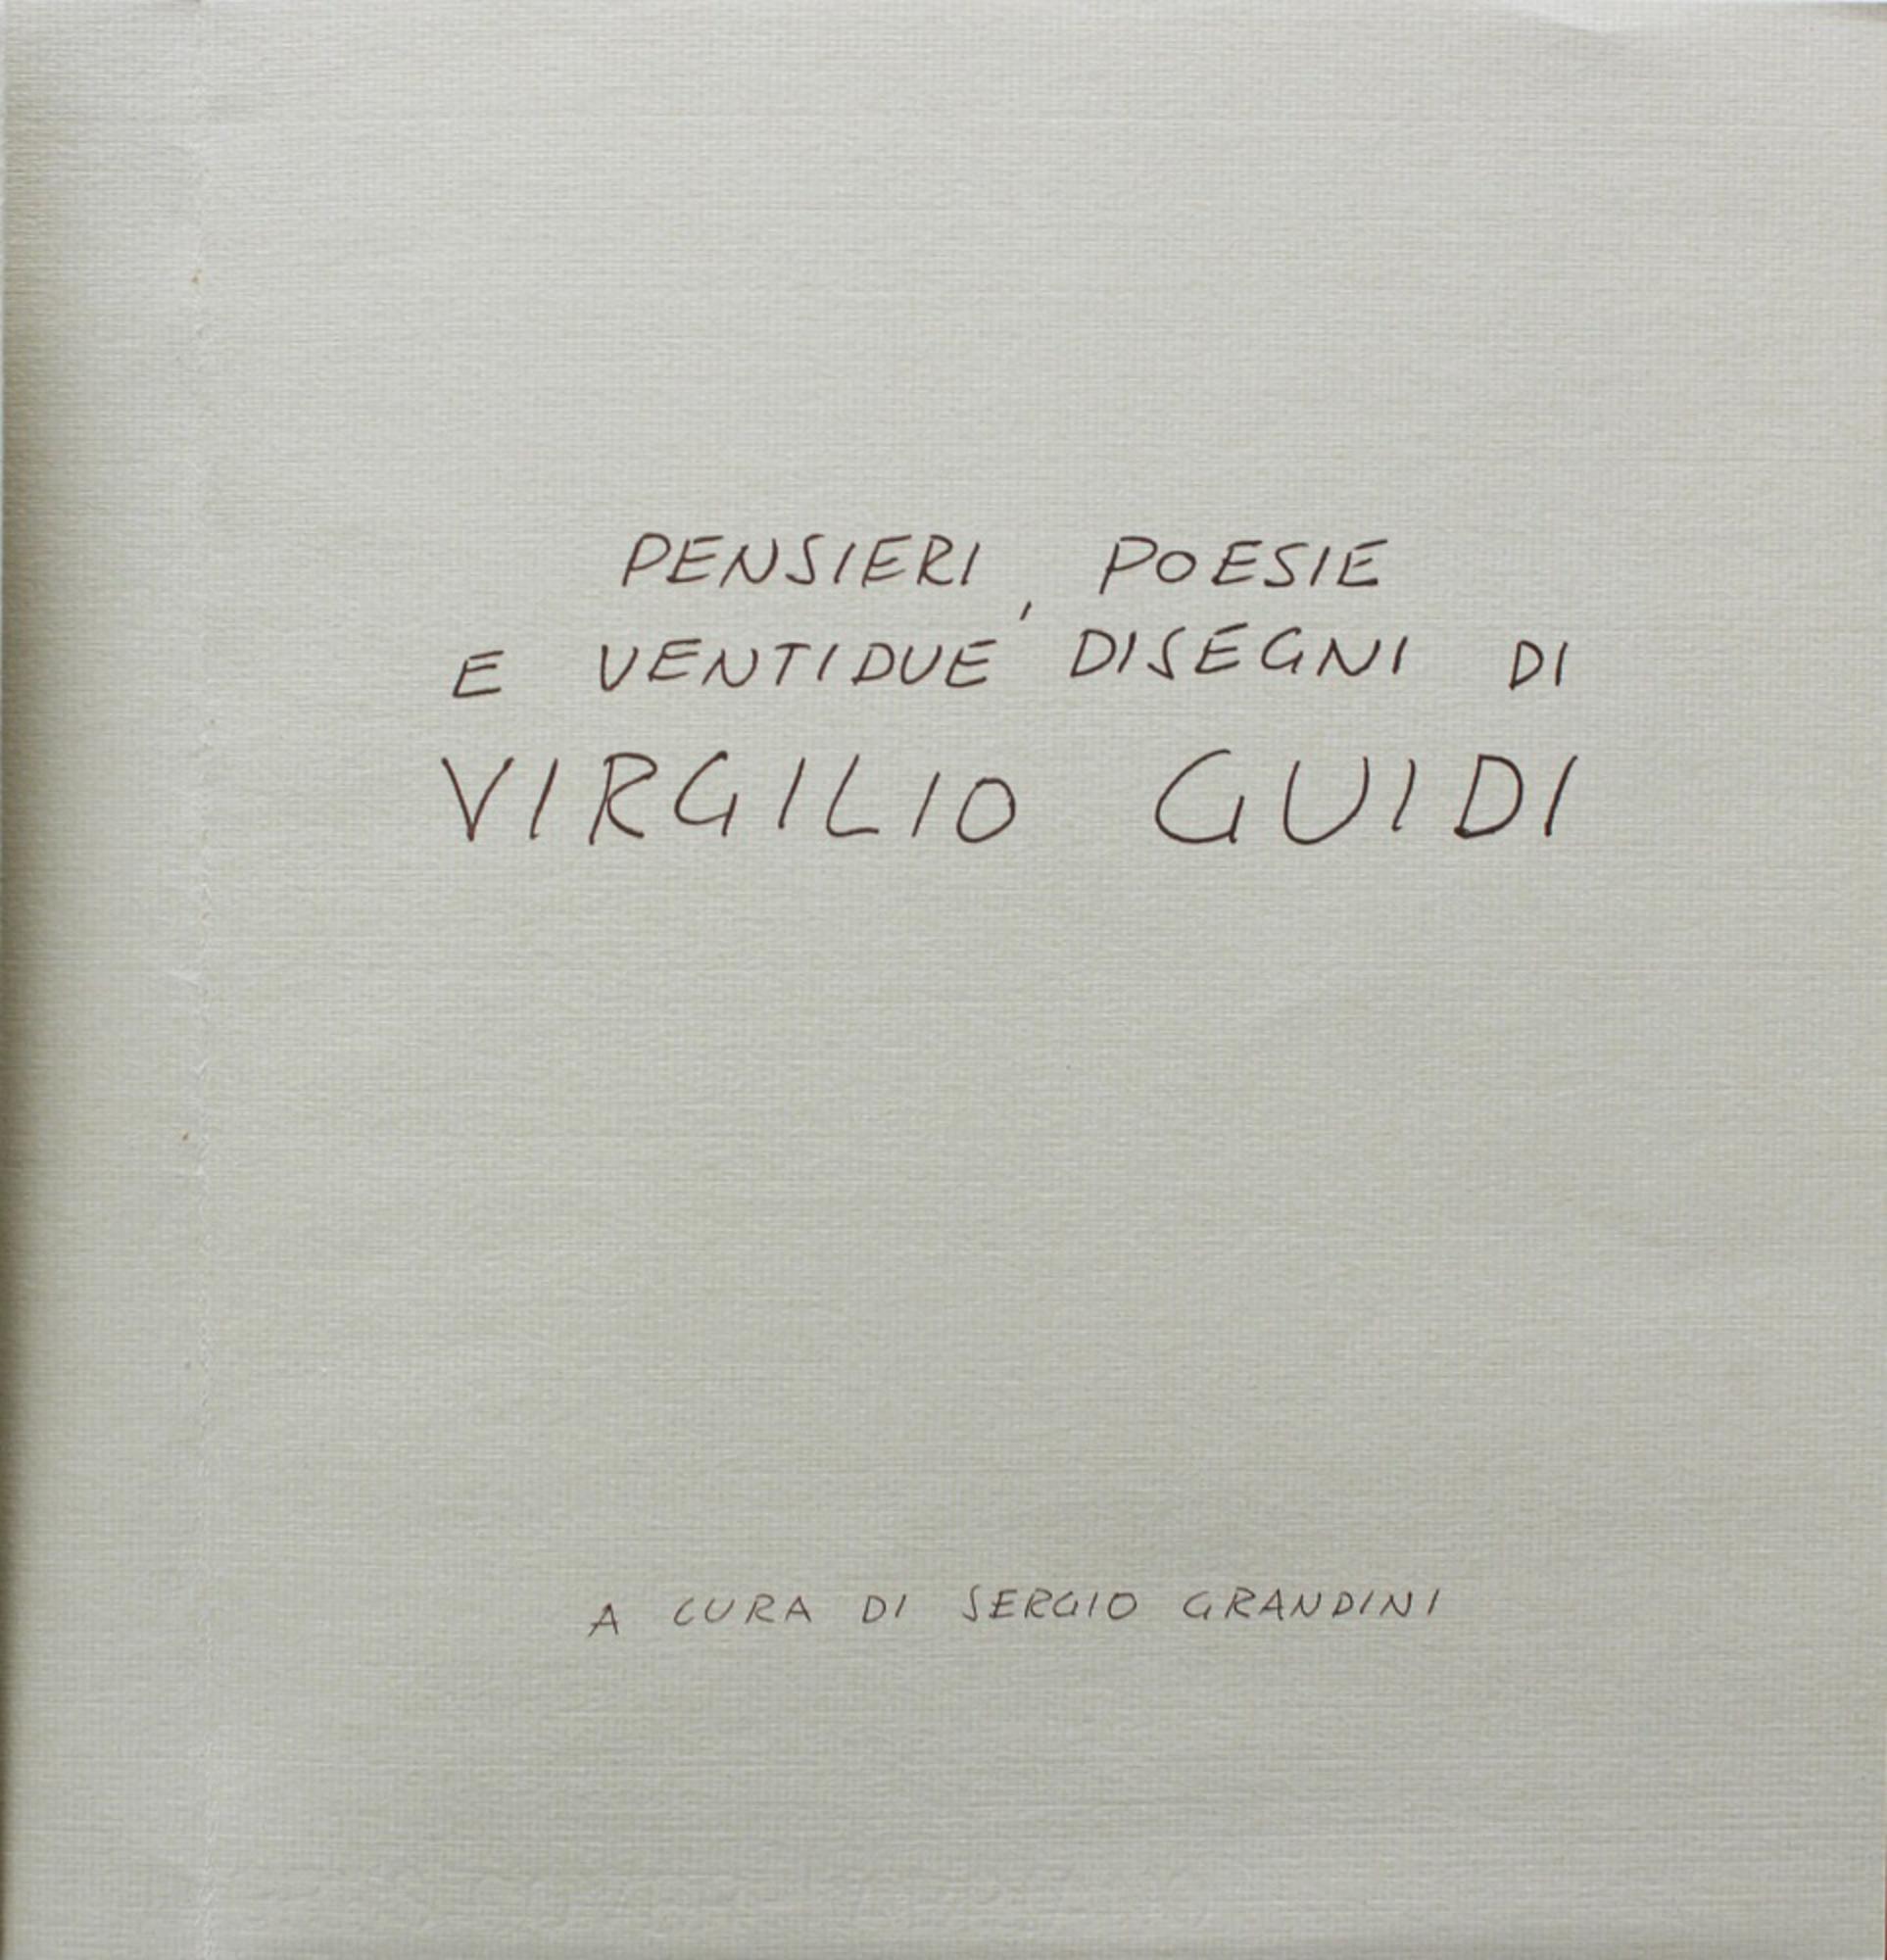 PENSIERI, POESIE
E VENTIDUE DISEGNI DI
VIRGILIO GUIDI
A CURA DI SERGIO GRANDINI